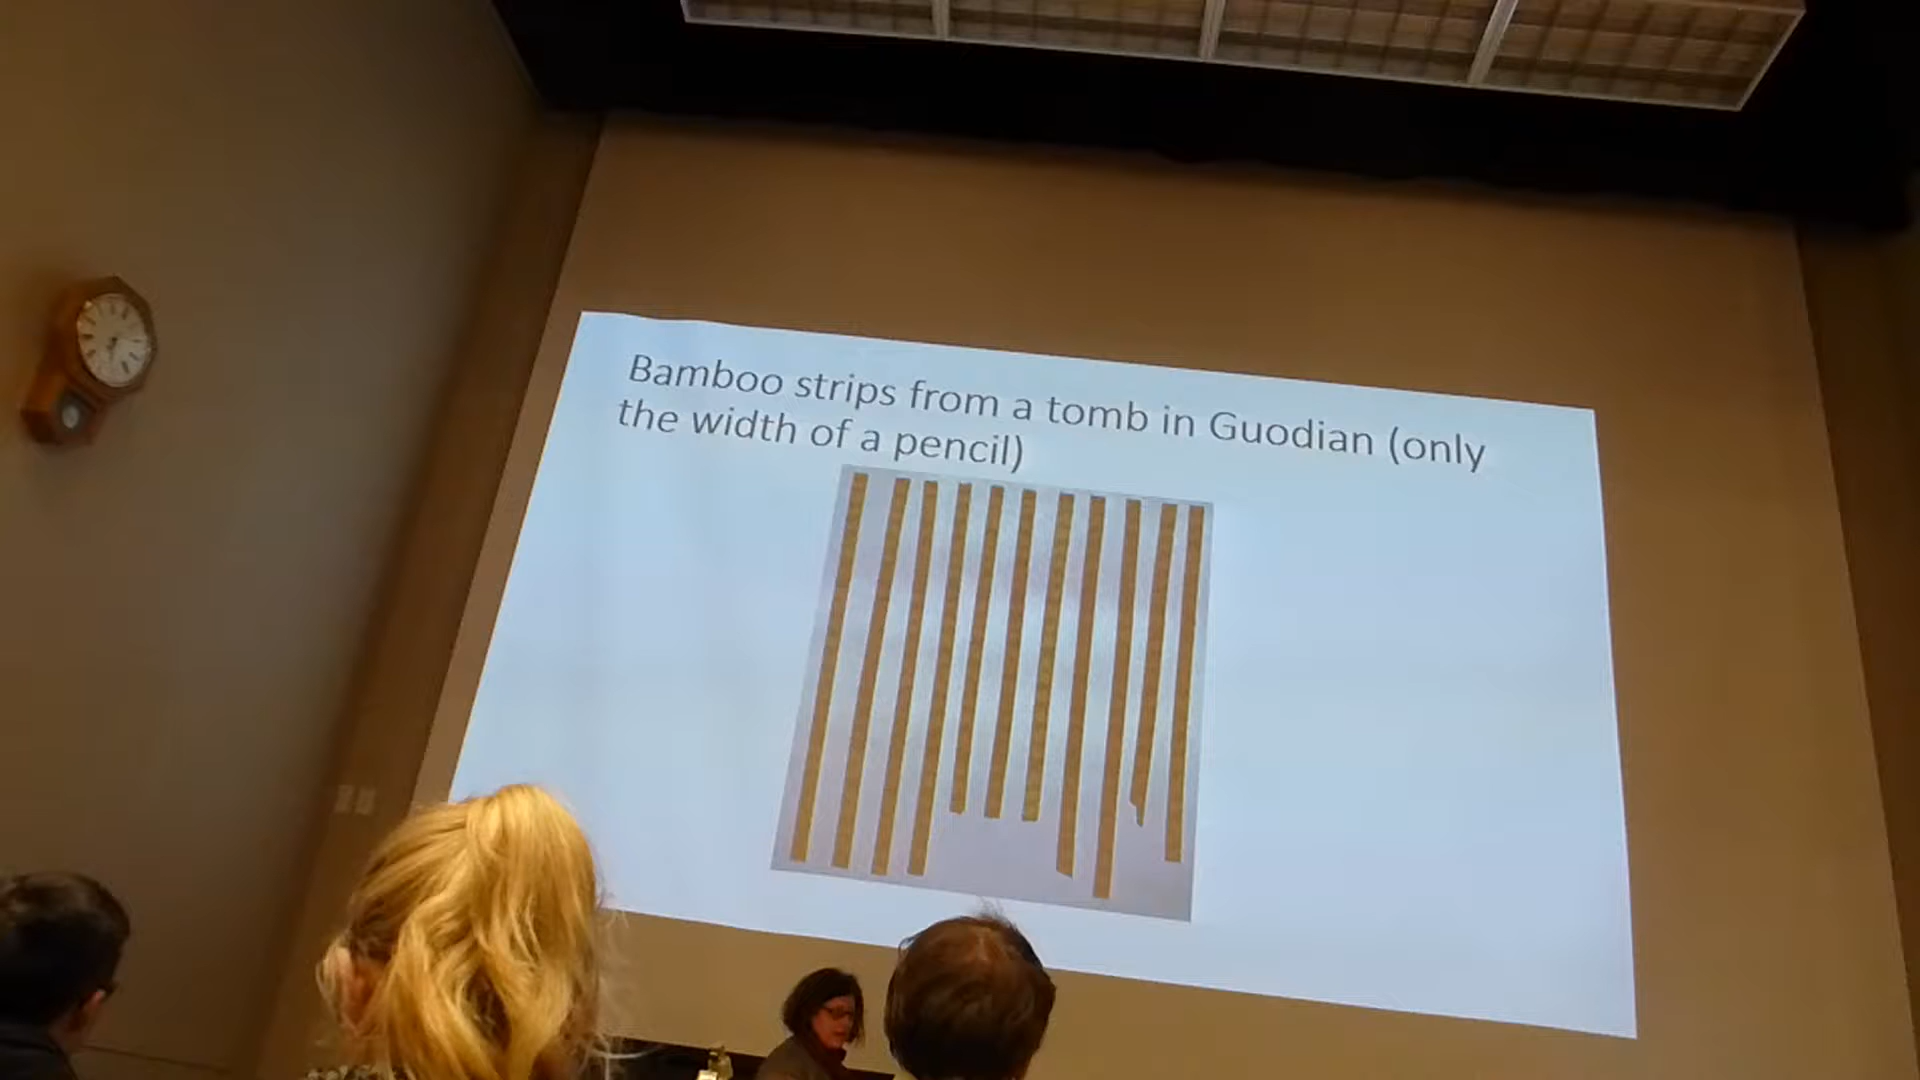 Bamboo strips from a tomb in Guodian (only
the width of a pencil)